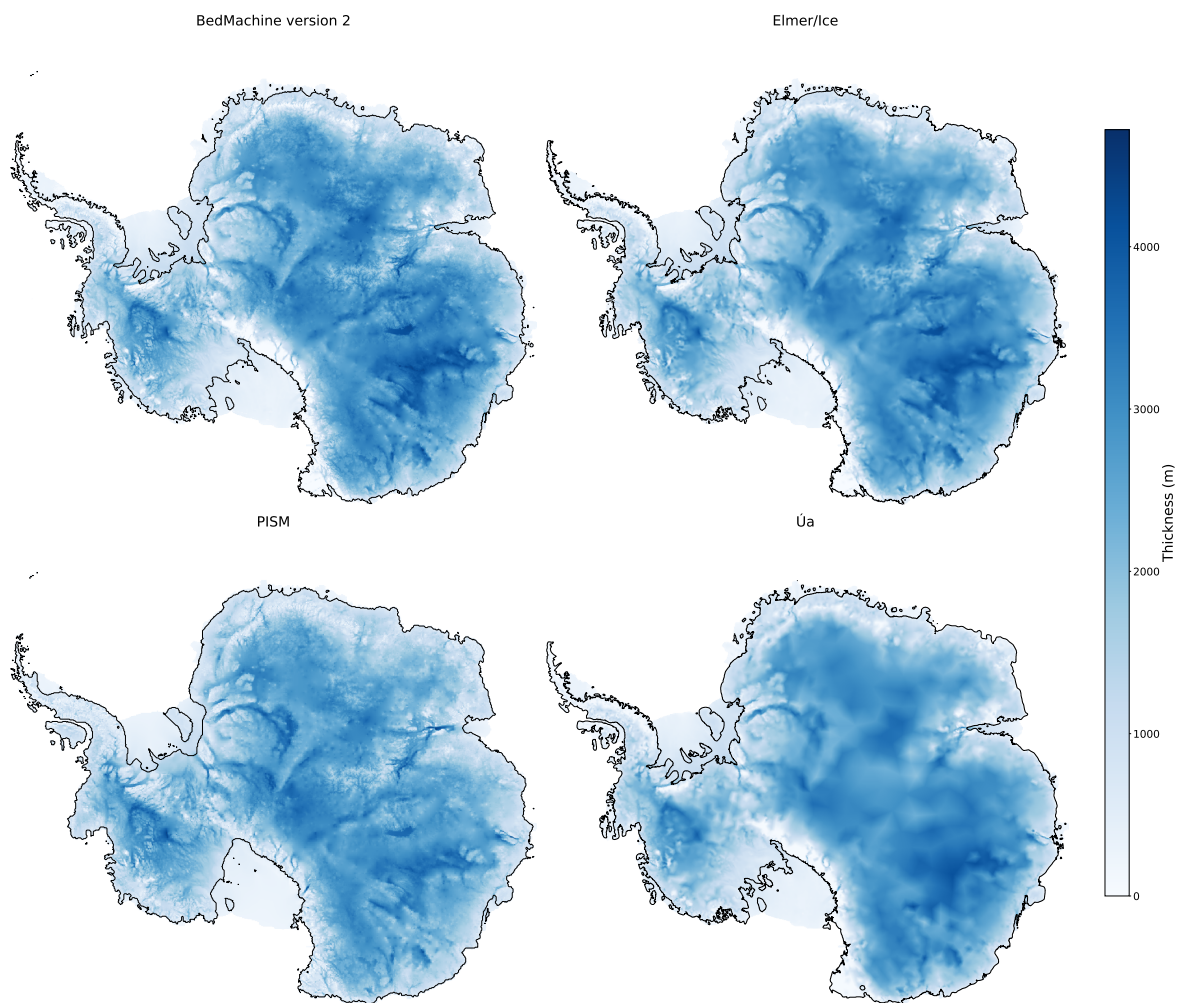 BedMachine version 2
Elmer/Ice
PISM
Úa
4000
3000
2000
1000
0
Thickness (m)